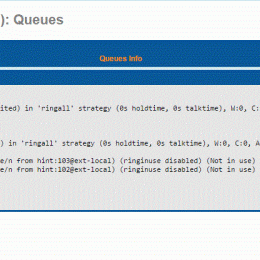 ): Queues
Queues Info
ited) in 'ringall' strategy (0s holdtime, 0s talktime), W:0, C:
) in 'ringall' strategy (0s holdtime, 0s talktime), W:0, C:0, A
e/n from hint:103@ext-local) (ringinuse disabled) (Not in use)
e/n from hint:102@ext-local) (ringinuse disabled) (Not in use)